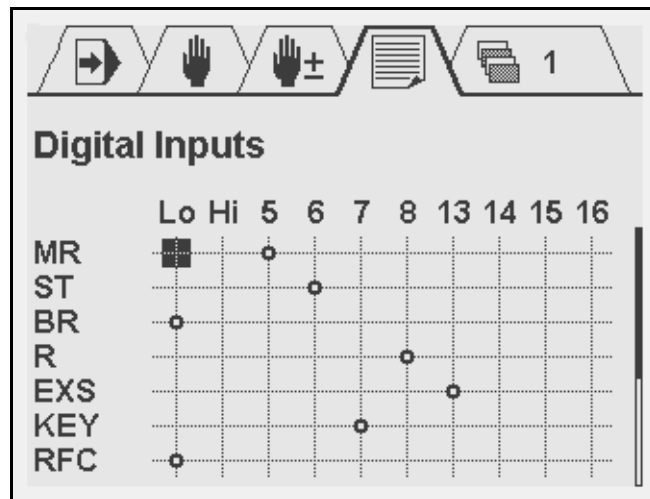 1
Digital Inputs
Lo Hi 5 6 7 8 13 14 15 16
MR
ST
BR
R
EXS
KEY
RFC